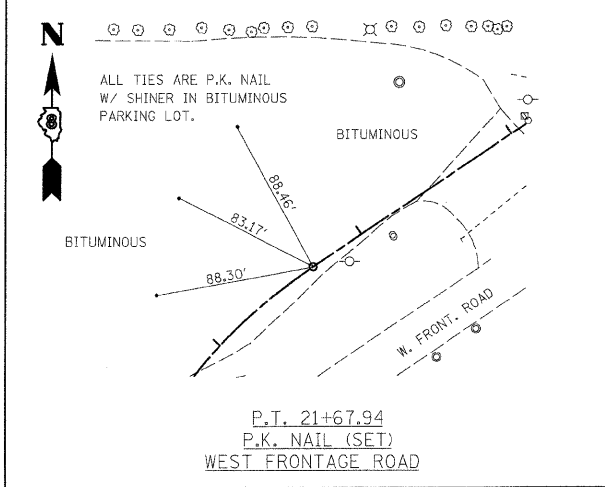 N
ALL TIES ARE P.K. NAIL
W/ SHINER IN BITUMINOUS
PARKING LOT.
8
BITUMINOUS
88.46'
83.17'
BITUMINOUS
88.30'
W. FRONT. ROAD
P.T. 21+67.94
P.K. NAIL (SET)
WEST FRONTAGE ROAD